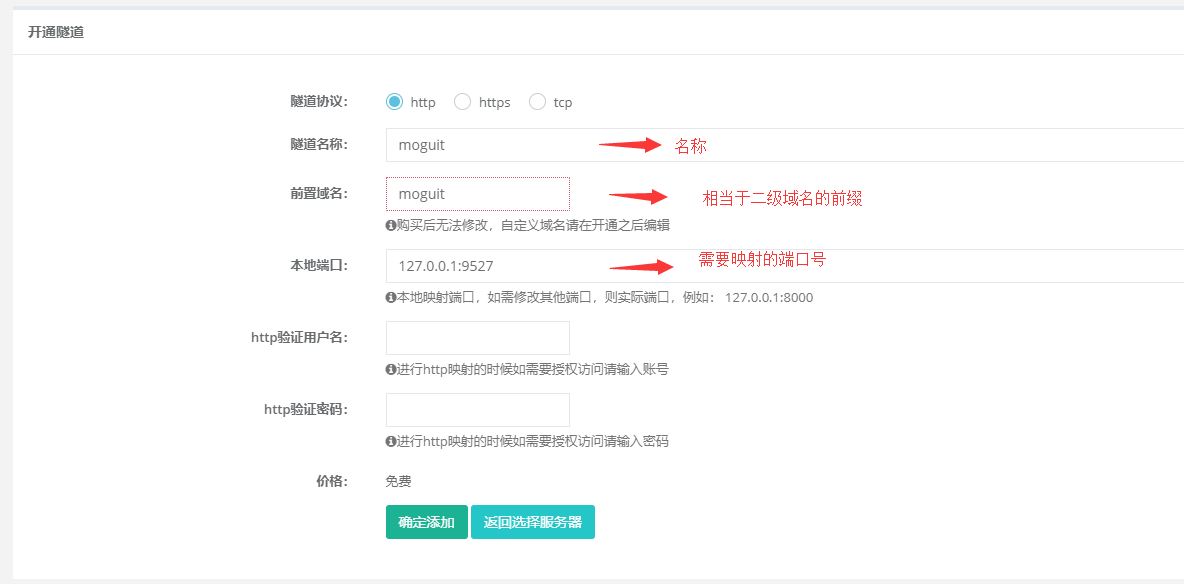 开通隧道
隧道协议： http https tcp
隧道名称： moguit 名称
前置域名： moguit 相当于二级域名的前缀
购买后无法修改，自定义域名请在开通之后编辑
本地端口： 127.0.0.1:9527 需要映射的端口号
本地映射端口，如需修改其他端口，则实际端口，例如： 127.0.0.1:8000
http验证用户名：
进行http映射的时候如需要授权访问请输入账号
http验证密码：
进行http映射的时候如需要授权访问请输入密码
价格： 免费
确定添加 返回选择服务器